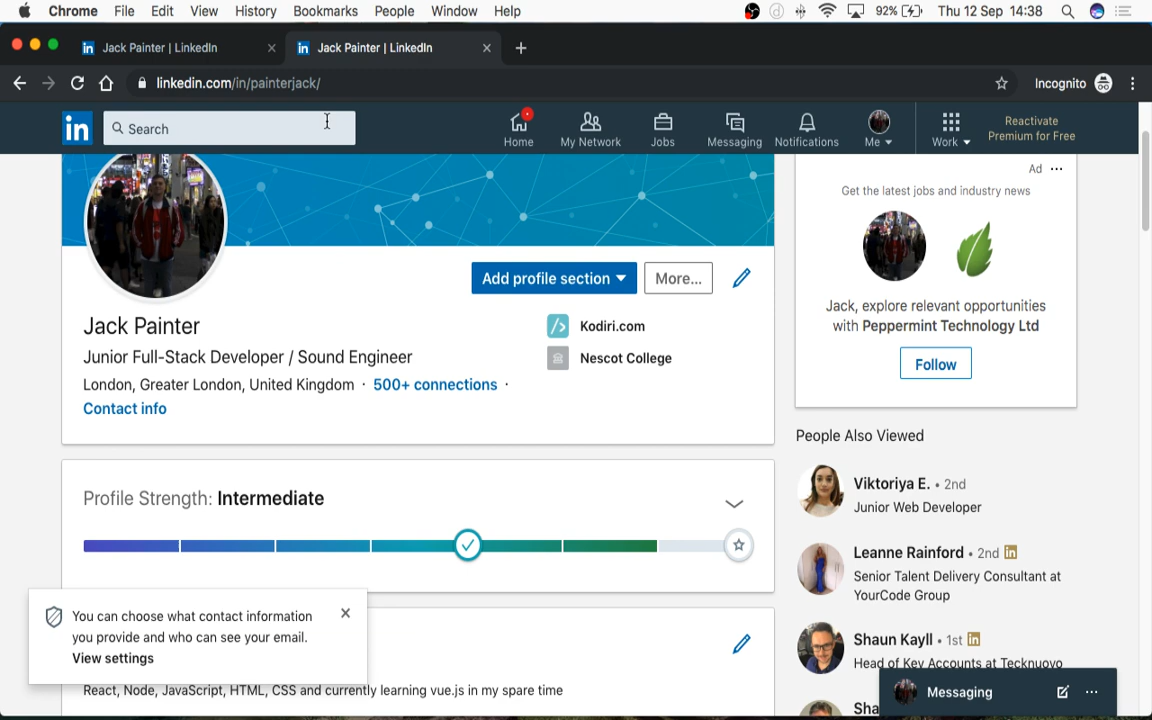 Chrome File Edit View History Bookmarks People Window Help 92% Thu 12 Sep 14:38
Jack Painter | LinkedIn Jack Painter | LinkedIn
linkedin.com/in/painterjack/ Incognito
in Search Home My Network Jobs Messaging Notifications Me Work Reactivate
Premium for Free
Ad
Get the latest jobs and industry news
Add profile section More...
Jack, explore relevant opportunities
with Peppermint Technology Ltd
Follow
Jack Painter
Junior Full-Stack Developer / Sound Engineer
London, Greater London, United Kingdom · 500+ connections ·
Contact info
Kodiri.com
Nescot College
People Also Viewed
Viktoriya E. • 2nd
Junior Web Developer
Leanne Rainford • 2nd in
Senior Talent Delivery Consultant at
YourCode Group
Shaun Kayll • 1st in
Head of Key Accounts at Tecknuovo
Sha
Profile Strength: Intermediate
You can choose what contact information
you provide and who can see your email.
View settings
React, Node, JavaScript, HTML, CSS and currently learning vue.js in my spare time
Messaging